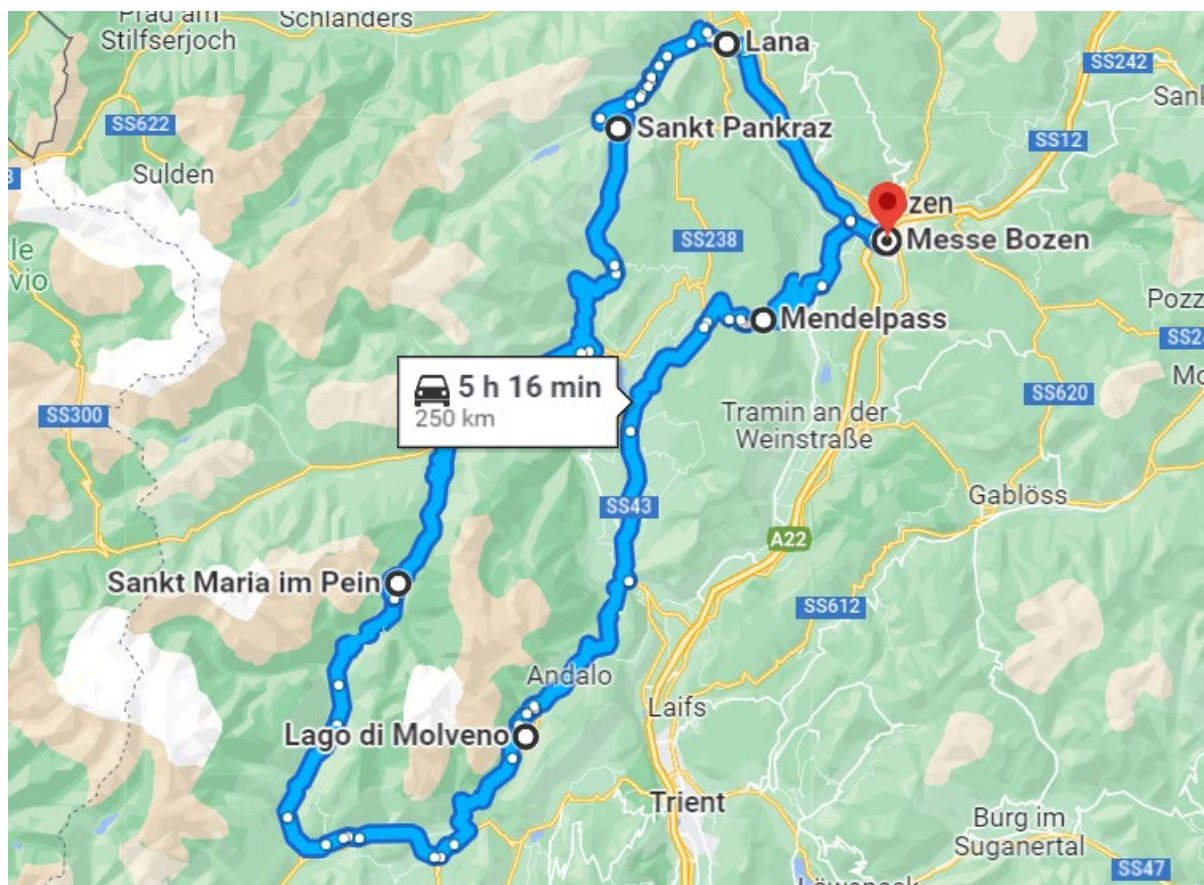 Prad am
Stilfserjoch
Schlanders
Lana
SS242
Sank
SS622
Sankt Pankraz
SS12
Sulden
zen
Messe Bozen
SS238
le
vio
Mendelpass
Pozz
5 h 16 min
250 km
SS300
Tramin an der
Weinstraße
SS620
Mo
Gablöss
SS43
A22
Sankt Maria im Pein
SS612
Andalo
Laifs
Lago di Molveno
Trient
Burg im
Suganertal
SS47